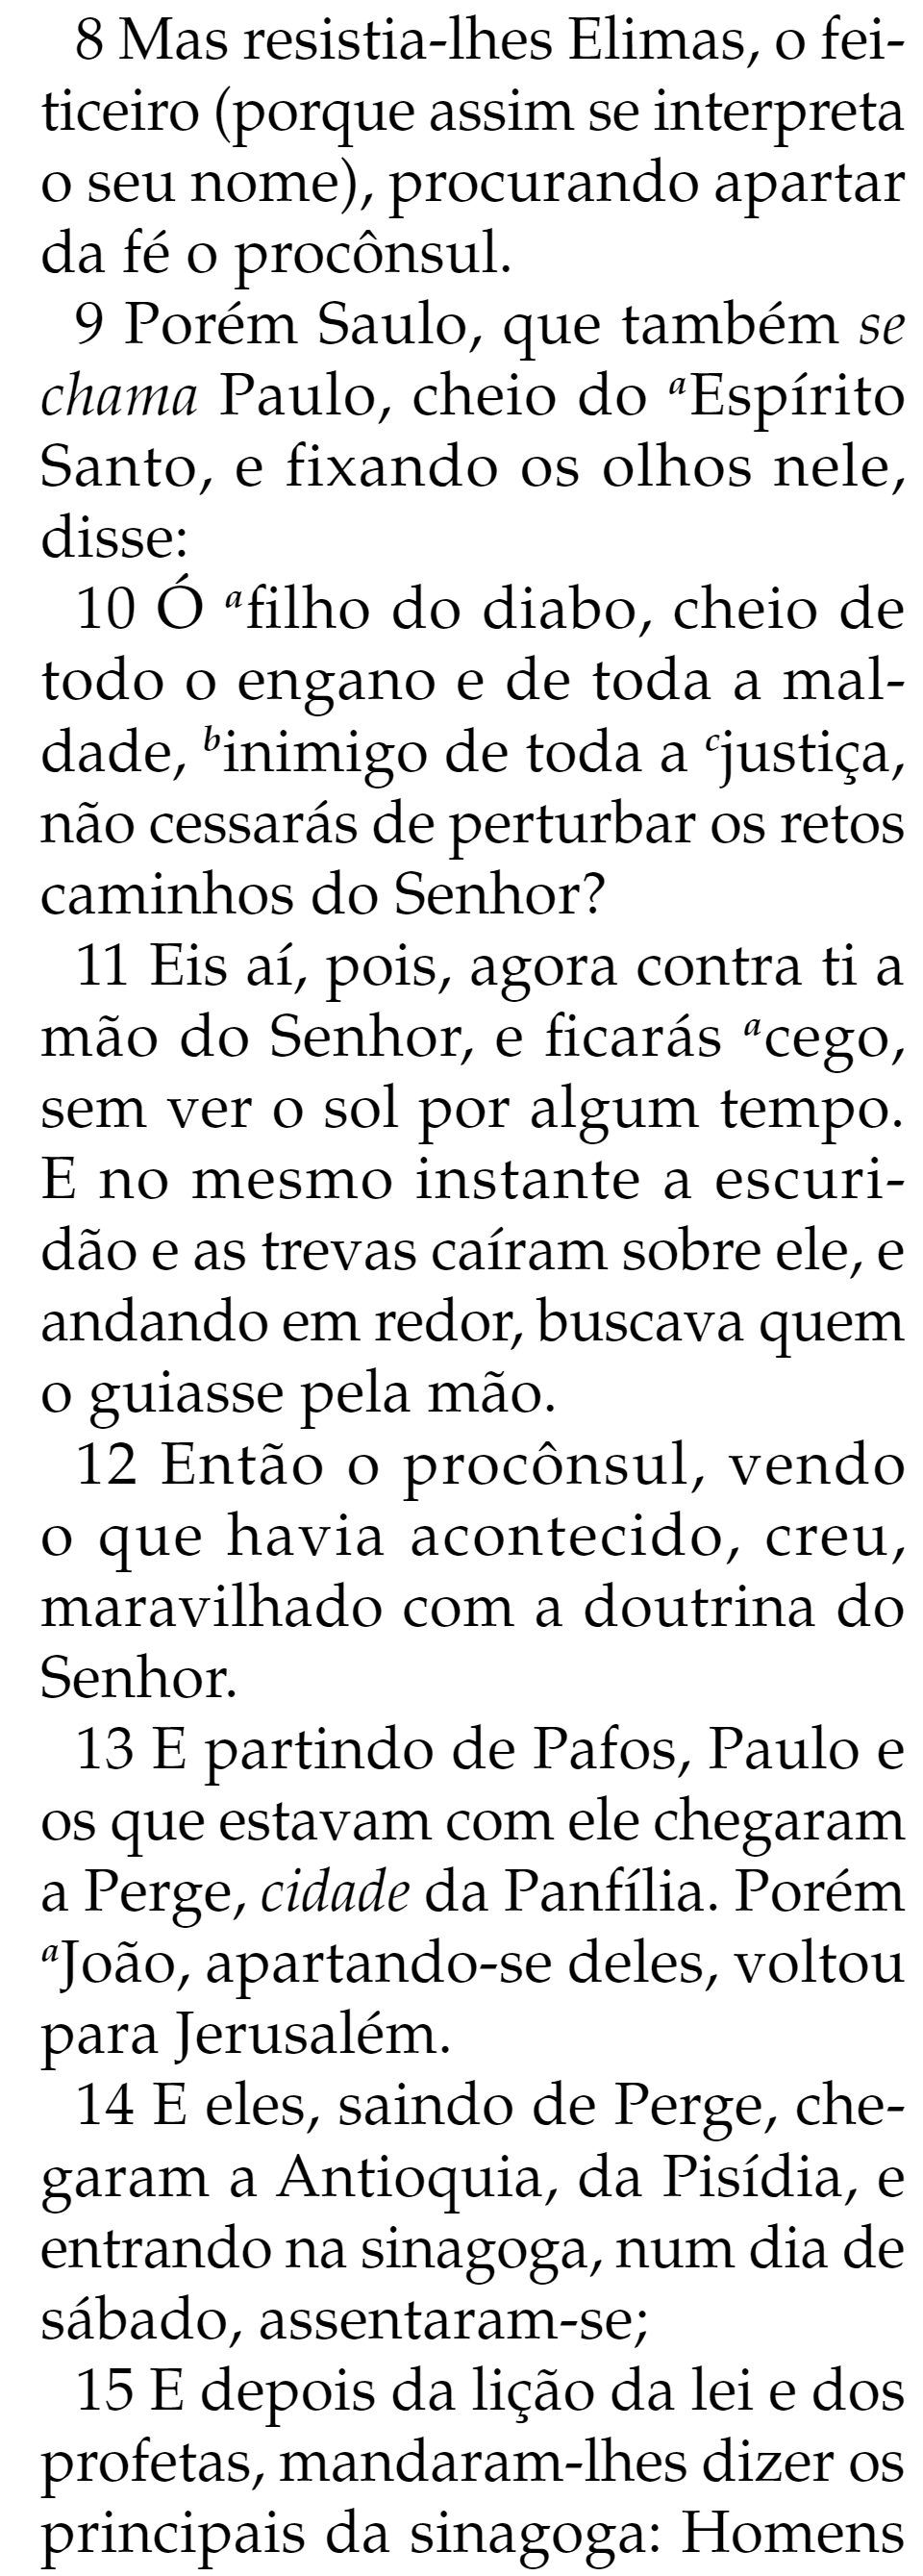 8 Mas resistia-lhes Elimas, o fei-
ticeiro (porque assim se interpreta
o seu nome), procurando apartar
da fé o procônsul.
9 Porém Saulo, que também se
chama Paulo, cheio do ᵃEspírito
Santo, e fixando os olhos nele,
disse:
10 Ó ᵃfilho do diabo, cheio de
todo o engano e de toda a mal-
dade, ᵇinimigo de toda a ᶜjustiça,
não cessarás de perturbar os retos
caminhos do Senhor?
11 Eis aí, pois, agora contra ti a
mão do Senhor, e ficarás ᵃcego,
sem ver o sol por algum tempo.
E no mesmo instante a escuri-
dão e as trevas caíram sobre ele, e
andando em redor, buscava quem
o guiasse pela mão.
12 Então o procônsul, vendo
o que havia acontecido, creu,
maravilhado com a doutrina do
Senhor.
13 E partindo de Pafos, Paulo e
os que estavam com ele chegaram
a Perge, cidade da Panfília. Porém
ᵃJoão, apartando-se deles, voltou
para Jerusalém.
14 E eles, saindo de Perge, che-
garam a Antioquia, da Pisídia, e
entrando na sinagoga, num dia de
sábado, assentaram-se;
15 E depois da lição da lei e dos
profetas, mandaram-lhes dizer os
principais da sinagoga: Homens